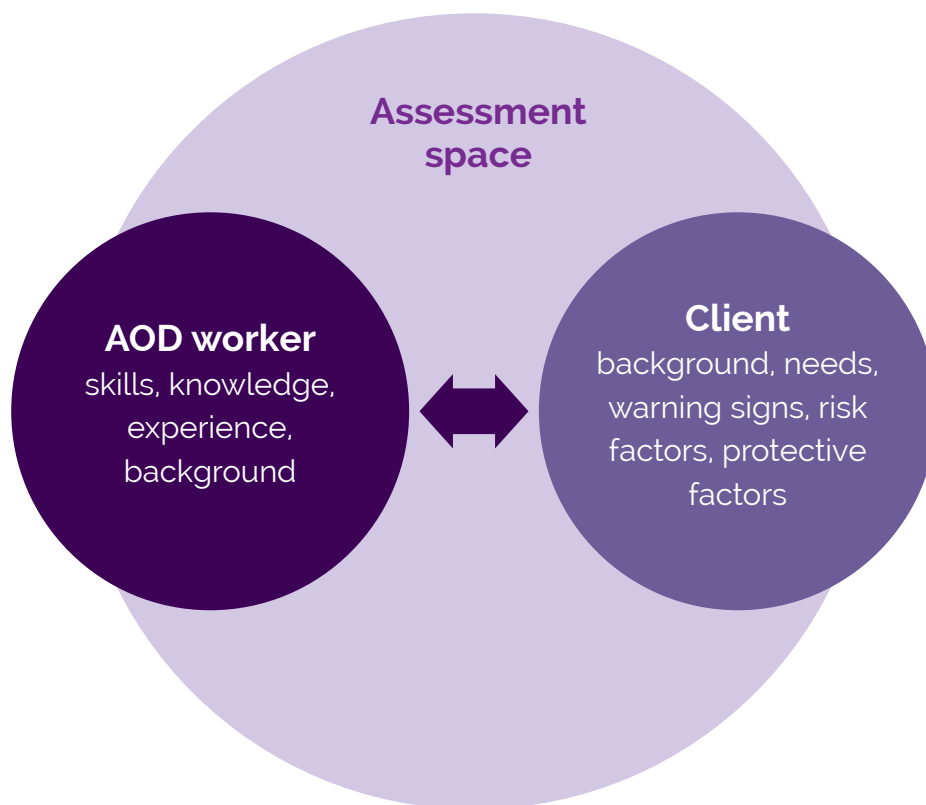 Assessment
space
AOD worker
skills, knowledge,
experience,
background
Client
background, needs,
warning signs, risk
factors, protective
factors